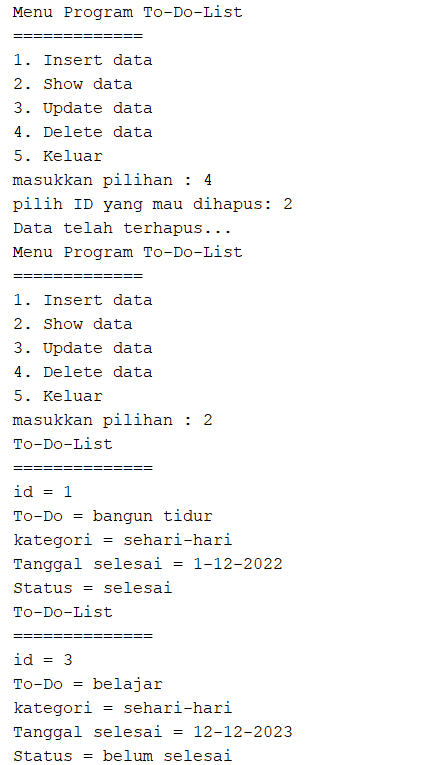 Menu Program To-Do-List
=============
1. Insert data
2. Show data
3. Update data
4. Delete data
5. Keluar
masukkan pilihan : 4
pilih ID yang mau dihapus: 2
Data telah terhapus...
Menu Program To-Do-List
=============
1. Insert data
2. Show data
3. Update data
4. Delete data
5. Keluar
masukkan pilihan : 2
To-Do-List
==============
id = 1
To-Do = bangun tidur
kategori = sehari-hari
Tanggal selesai = 1-12-2022
Status = selesai
To-Do-List
==============
id = 3
To-Do = belajar
kategori = sehari-hari
Tanggal selesai = 12-12-2023
Status = belum selesai